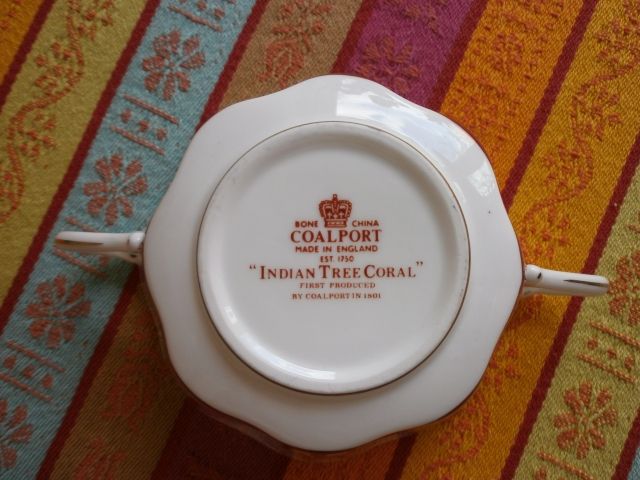 BONE CHINA
COALPORT
MADE IN ENGLAND
EST. 1750
"INDIAN TREE CORAL"
FIRST PRODUCED
BY COALPORT IN 1801